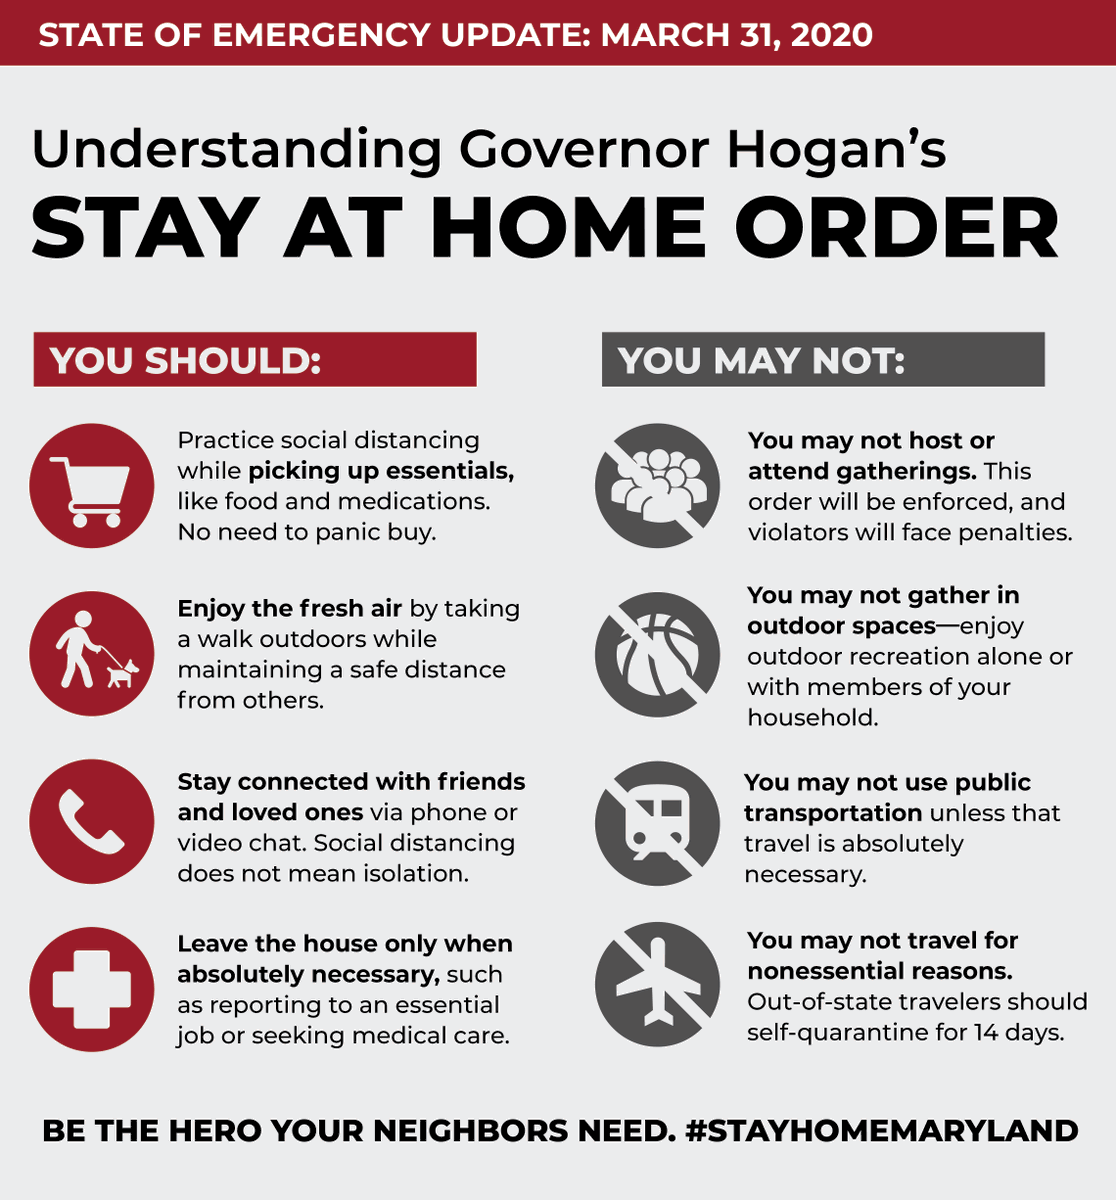 STATE OF EMERGENCY UPDATE: MARCH 31, 2020
Understanding Governor Hogan’s
STAY AT HOME ORDER
YOU SHOULD:
Practice social distancing
while picking up essentials,
like food and medications.
No need to panic buy.
Enjoy the fresh air by taking
a walk outdoors while
maintaining a safe distance
from others.
Stay connected with friends
and loved ones via phone or
video chat. Social distancing
does not mean isolation.
Leave the house only when
absolutely necessary, such
as reporting to an essential
job or seeking medical care.
YOU MAY NOT:
You may not host or
attend gatherings. This
order will be enforced, and
violators will face penalties.
You may not gather in
outdoor spaces—enjoy
outdoor recreation alone or
with members of your
household.
You may not use public
transportation unless that
travel is absolutely
necessary.
You may not travel for
nonessential reasons.
Out-of-state travelers should
self-quarantine for 14 days.
BE THE HERO YOUR NEIGHBORS NEED. #STAYHOMEMARYLAND